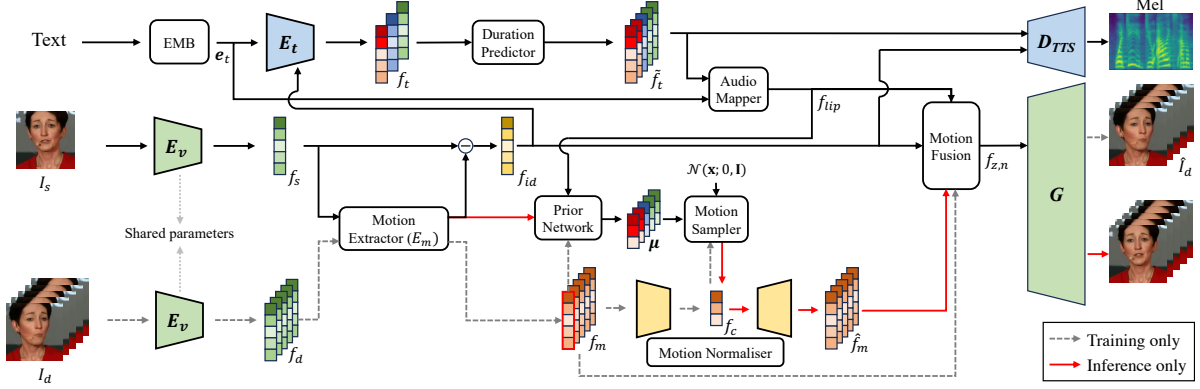 Text
EMB
e_t
E_t
f_t
Duration
Predictor
f̃_t
Audio
Mapper
f_lip
D_TTS
Mel
I_s
E_v
f_s
f_id
Motion
Fusion
f_z,n
G
Î_d
Shared parameters
Motion
Extractor (E_m)
Prior
Network
μ
𝒩(x; 0, I)
Motion
Sampler
I_d
E_v
f_d
f_m
f_c
f̂_m
Motion Normaliser
Training only
Inference only